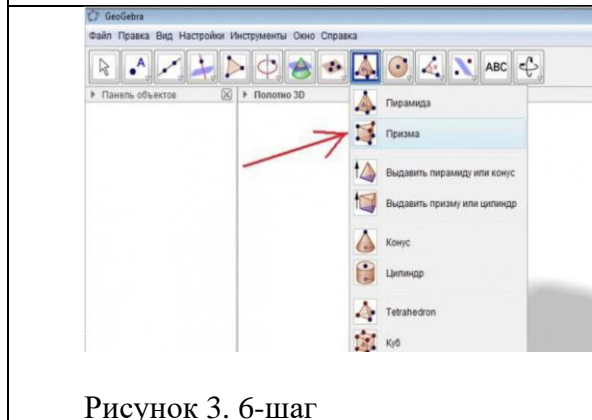 GeoGebra
Файл Правка Вид Настройки Инструменты Окно Справка
A
ABC
Панель объектов
Полотно 3D
Пирамида
Призма
Выдавить пирамиду или конус
Выдавить призму или цилиндр
Конус
Цилиндр
Tetrahedron
Куб
Рисунок 3. 6-шаг